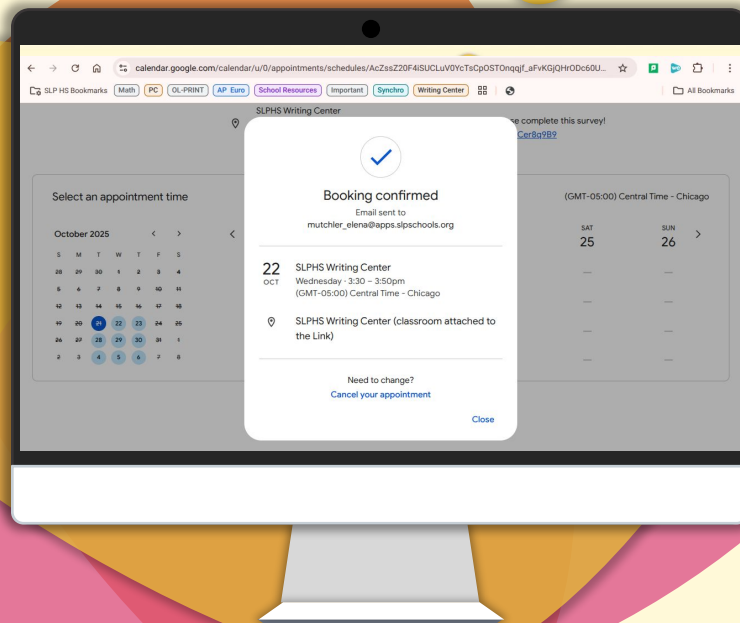 calendar.google.com/calendar/u/0/appointments/schedules/AcZssZ20F4iSUCLuV0YcTsCpOSTOnqqjf_aFvKGjQHrODc60U...
SLP HS Bookmarks Math PC OL-PRINT AP Euro School Resources Important Synchro Writing Center All Bookmarks
SLPHS Writing Center
se complete this survey!
Cer8q9B9
Select an appointment time
(GMT-05:00) Central Time - Chicago
October 2025
S M T W T F S
28 29 30 1 2 3 4
5 6 7 8 9 10 11
12 13 14 15 16 17 18
19 20 21 22 23 24 25
26 27 28 29 30 31 1
2 3 4 5 6 7 8
SAT
25
SUN
26
Booking confirmed
Email sent to
mutchler_elena@apps.slpschools.org
22
OCT
SLPHS Writing Center
Wednesday · 3:30 – 3:50pm
(GMT-05:00) Central Time - Chicago
SLPHS Writing Center (classroom attached to
the Link)
Need to change?
Cancel your appointment
Close